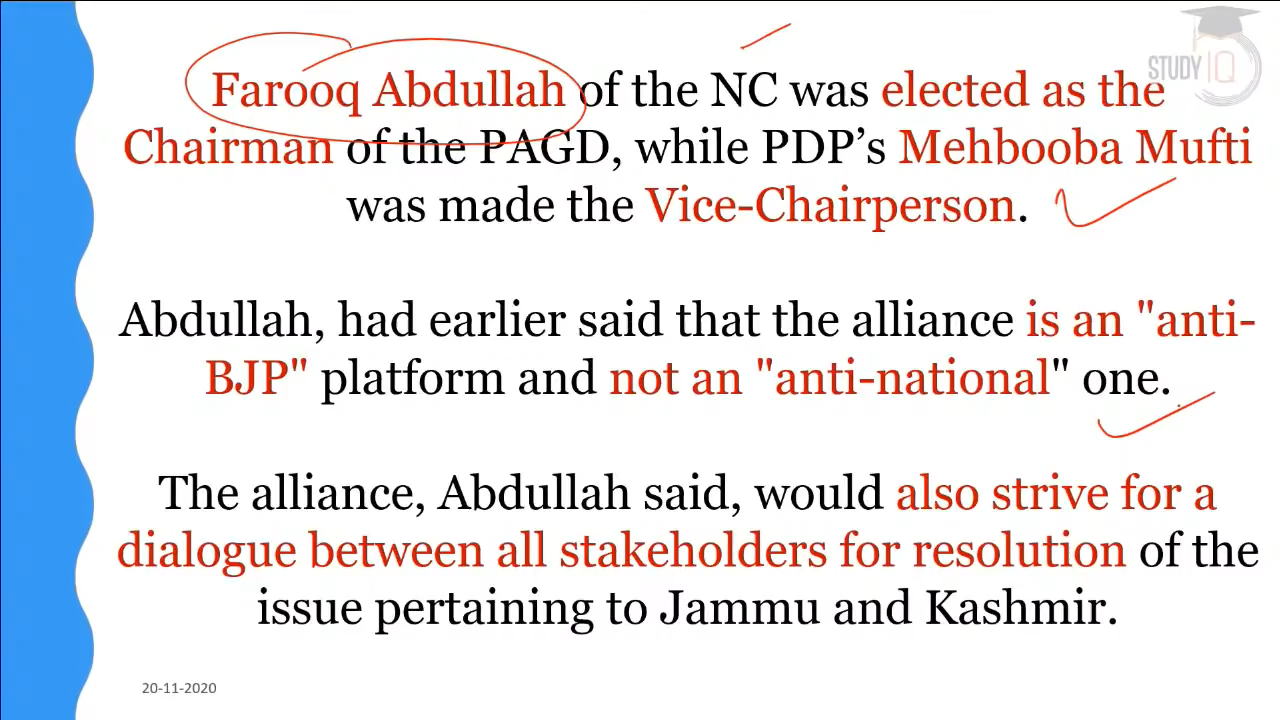 STUDY IQ
Farooq Abdullah of the NC was elected as the
Chairman of the PAGD, while PDP’s Mehbooba Mufti
was made the Vice-Chairperson.
Abdullah, had earlier said that the alliance is an "anti-
BJP" platform and not an "anti-national" one.
The alliance, Abdullah said, would also strive for a
dialogue between all stakeholders for resolution of the
issue pertaining to Jammu and Kashmir.
20-11-2020